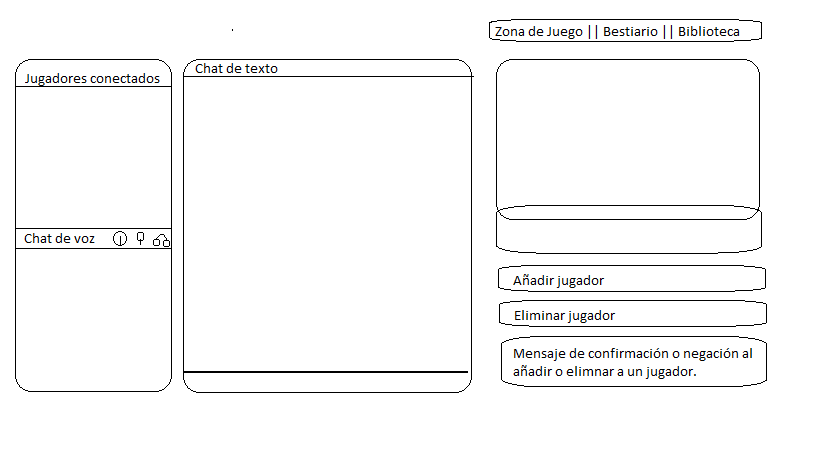 Zona de Juego || Bestiario || Biblioteca
Jugadores conectados
Chat de voz
Chat de texto
Añadir jugador
Eliminar jugador
Mensaje de confirmación o negación al
añadir o elimnar a un jugador.